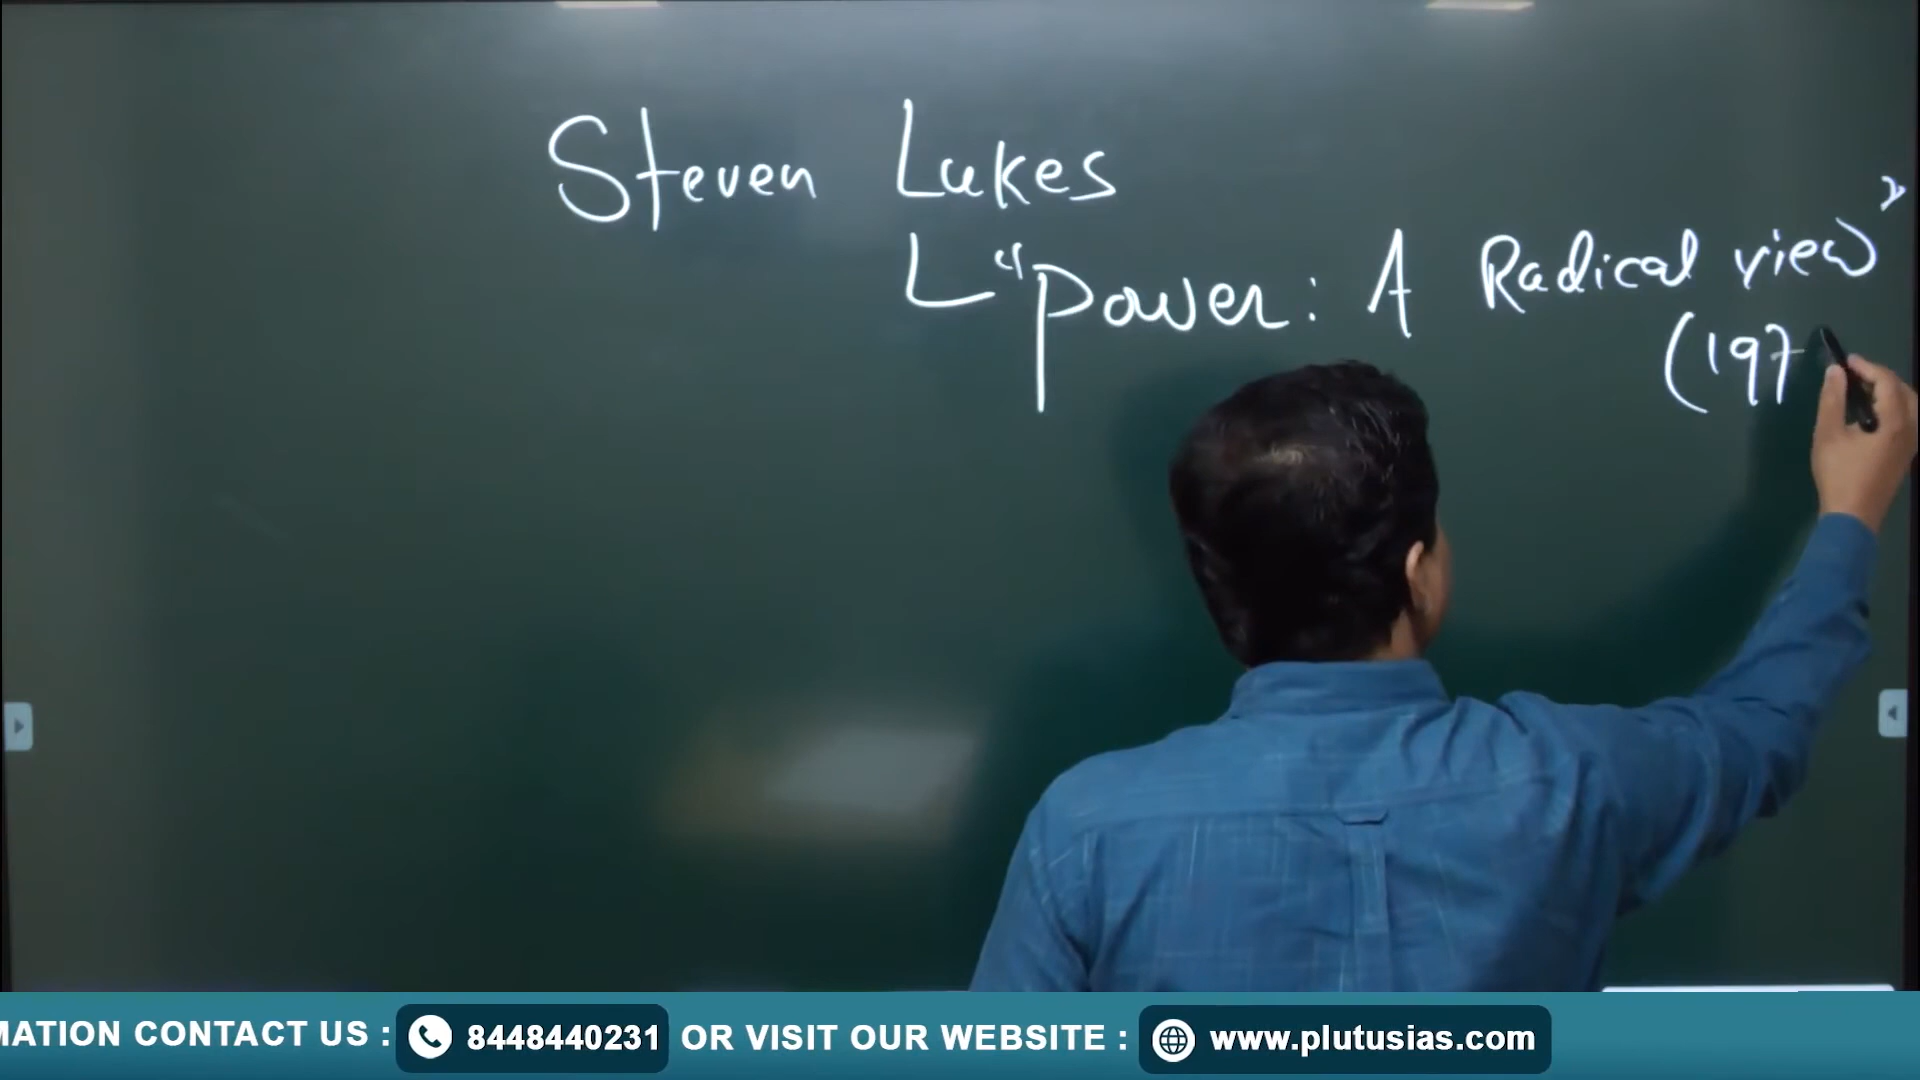 Steven Lukes
L "Power: A Radical view"
(197
MATION CONTACT US : 8448440231 OR VISIT OUR WEBSITE : www.plutusias.com